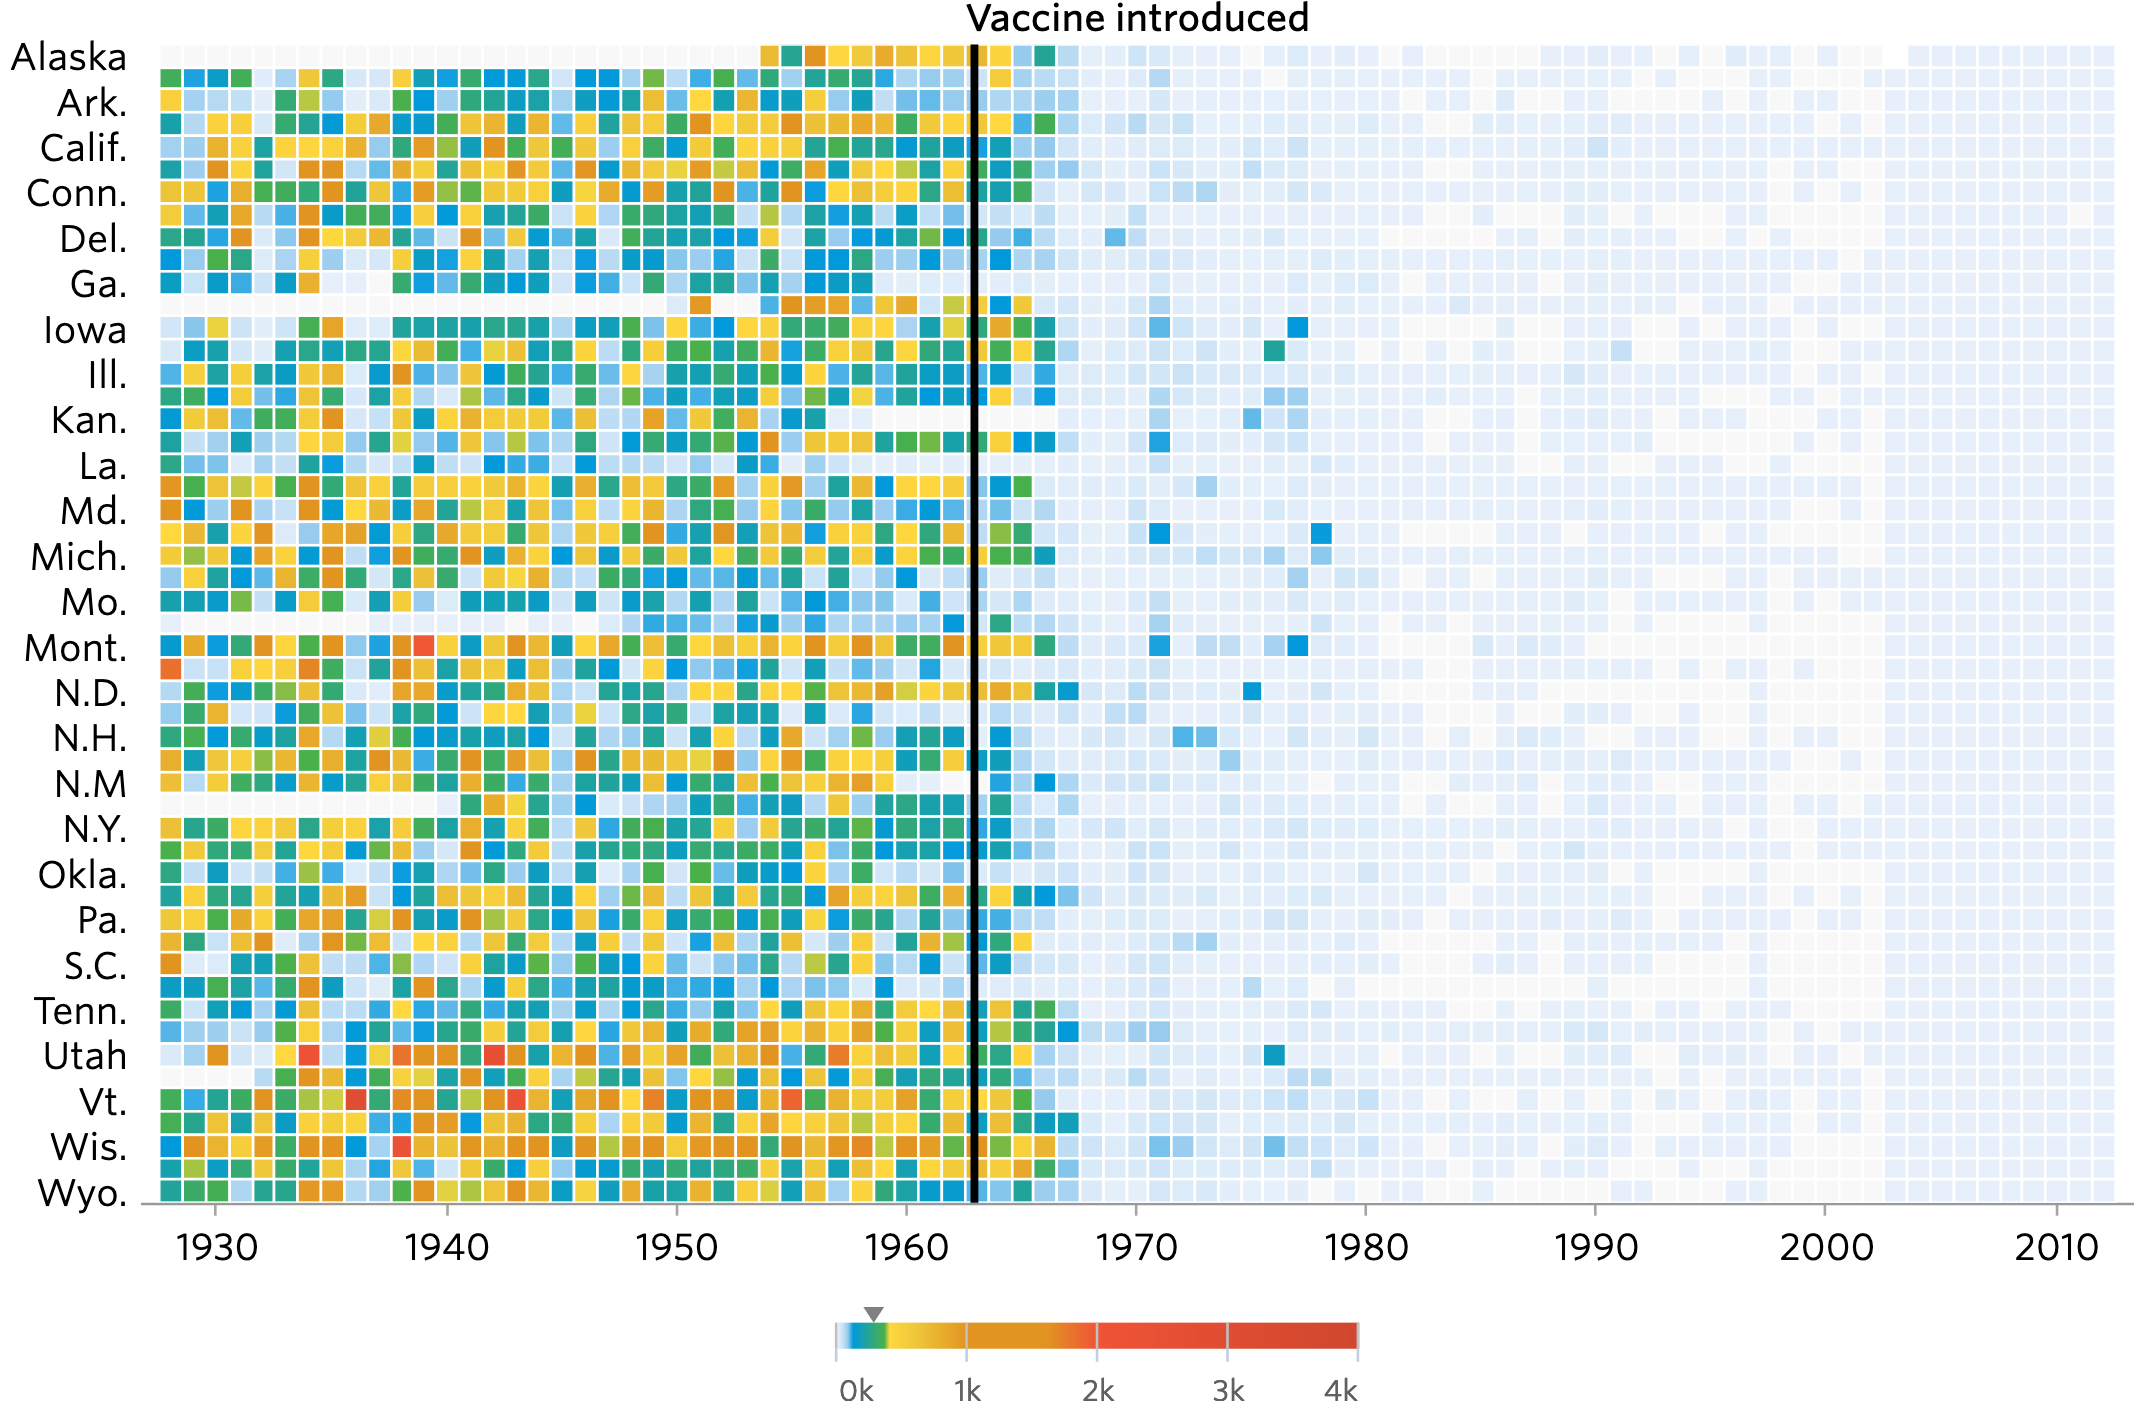 Vaccine introduced
Alaska
Ark.
Calif.
Conn.
Del.
Ga.
Iowa
Ill.
Kan.
La.
Md.
Mich.
Mo.
Mont.
N.D.
N.H.
N.M
N.Y.
Okla.
Pa.
S.C.
Tenn.
Utah
Vt.
Wis.
Wyo.
1930 1940 1950 1960 1970 1980 1990 2000 2010
0k 1k 2k 3k 4k